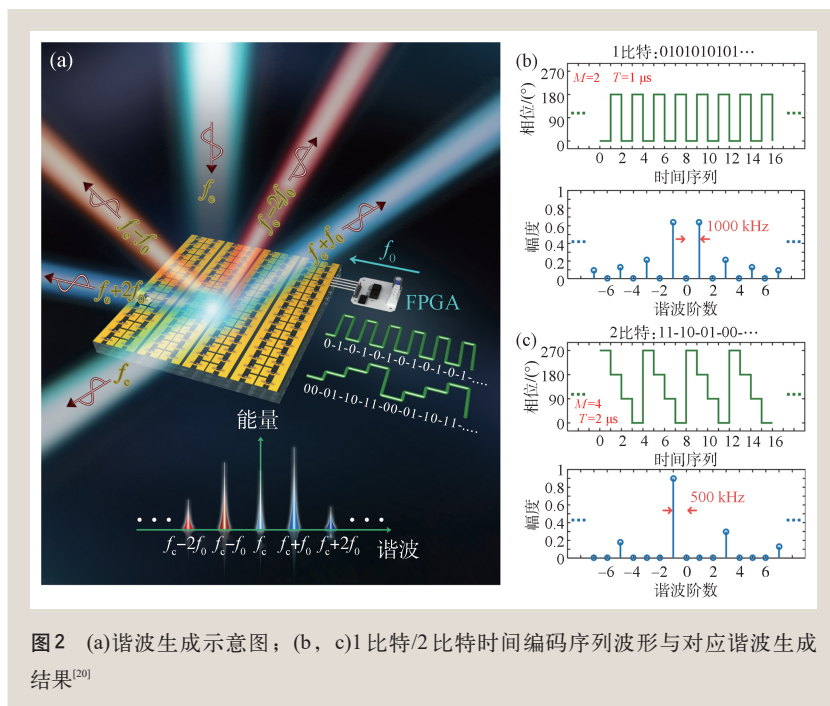 (a)
f_c
f_c−2f_0
f_c−f_0
f_c+f_0
f_0
FPGA
f_c+2f_0
f_c
0-1-0-1-0-1-0-1-0-1-0-1-0-1-....
00-01-10-11-00-01-10-11-....
能量
f_c−2f_0 f_c−f_0 f_c f_c+f_0 f_c+2f_0 谐波
(b)
1比特:0101010101…
M=2 T=1 μs
270
180
90
0
相位/(°)
0 2 4 6 8 10 12 14 16
时间序列
1
0.8
0.6
0.4
0.2
0
幅度
1000 kHz
−6 −4 −2 0 2 4 6
谐波阶数
(c)
2比特:11-10-01-00-…
270
180
90
0
相位/(°)
M=4
T=2 μs
0 2 4 6 8 10 12 14 16
时间序列
1
0.8
0.6
0.4
0.2
0
幅度
500 kHz
−6 −4 −2 0 2 4 6
谐波阶数
图2 (a)谐波生成示意图；(b，c)1比特/2比特时间编码序列波形与对应谐波生成
结果[20]